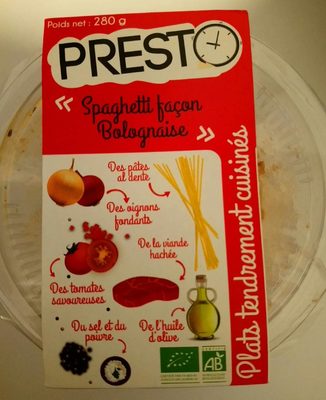 Poids net : 280 g
PRESTO
« Spaghetti façon
Bolognaise »
Des pâtes
al dente
Des oignons
fondants
De la viande
hachée
Des tomates
savoureuses
Du sel et du
poivre
De l'huile
d'olive
Plats tendrement cuisinés
AB